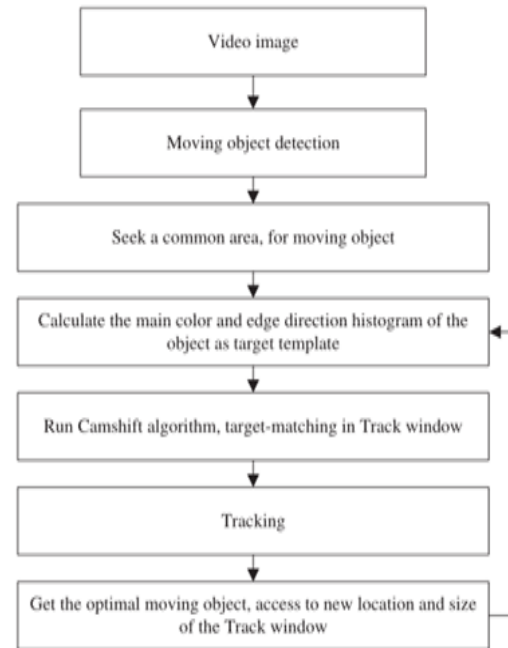 Video image
Moving object detection
Seek a common area, for moving object
Calculate the main color and edge direction histogram of the
object as target template
Run Camshift algorithm, target-matching in Track window
Tracking
Get the optimal moving object, access to new location and size
of the Track window